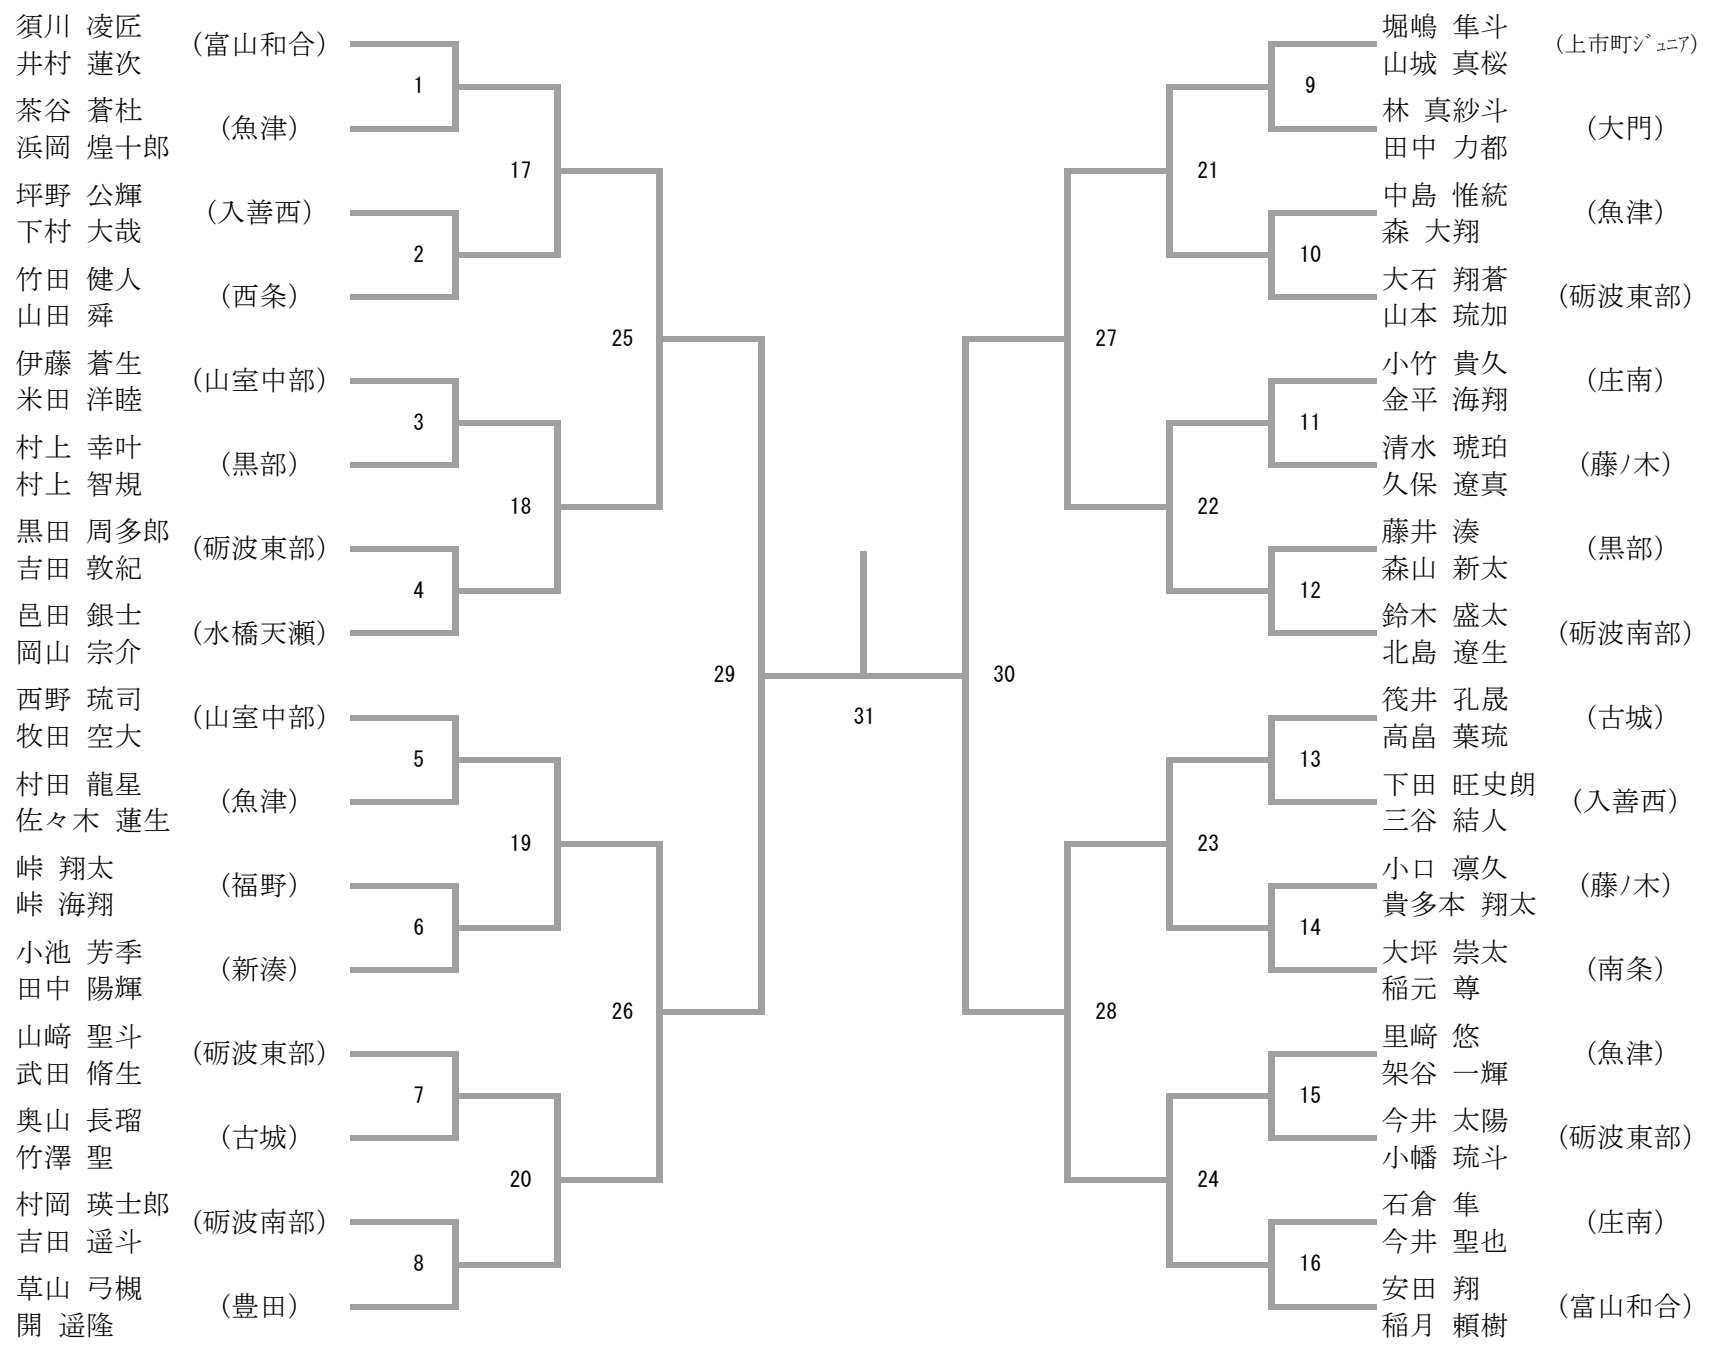 須川 凌匠
井村 蓮次
(富山和合)
茶谷 蒼杜
浜岡 煌十郎
(魚津)
1
坪野 公輝
下村 大哉
(入善西)
竹田 健人
山田 舜
(西条)
2
17
伊藤 蒼生
米田 洋睦
(山室中部)
村上 幸叶
村上 智規
(黒部)
3
黒田 周多郎
吉田 敦紀
(砺波東部)
邑田 銀士
岡山 宗介
(水橋天瀬)
4
18
25
西野 琉司
牧田 空大
(山室中部)
村田 龍星
佐々木 蓮生
(魚津)
5
峠 翔太
峠 海翔
(福野)
小池 芳季
田中 陽輝
(新湊)
6
19
山﨑 聖斗
武田 脩生
(砺波東部)
奥山 長瑠
竹澤 聖
(古城)
7
村岡 瑛士郎
吉田 遥斗
(砺波南部)
草山 弓槻
開 遥隆
(豊田)
8
20
26
29
31
30
堀嶋 隼斗
山城 真桜
(上市町ジュニア)
林 真紗斗
田中 力都
(大門)
9
中島 惟統
森 大翔
(魚津)
大石 翔蒼
山本 琉加
(砺波東部)
10
21
小竹 貴久
金平 海翔
(庄南)
清水 琥珀
久保 遼真
(藤ノ木)
11
藤井 湊
森山 新太
(黒部)
鈴木 盛太
北島 遼生
(砺波南部)
12
22
27
筏井 孔晟
高畠 葉琉
(古城)
下田 旺史朗
三谷 結人
(入善西)
13
小口 凛久
貴多本 翔太
(藤ノ木)
大坪 崇太
稲元 尊
(南条)
14
23
里﨑 悠
架谷 一輝
(魚津)
今井 太陽
小幡 琉斗
(砺波東部)
15
石倉 隼
今井 聖也
(庄南)
安田 翔
稲月 頼樹
(富山和合)
16
24
28